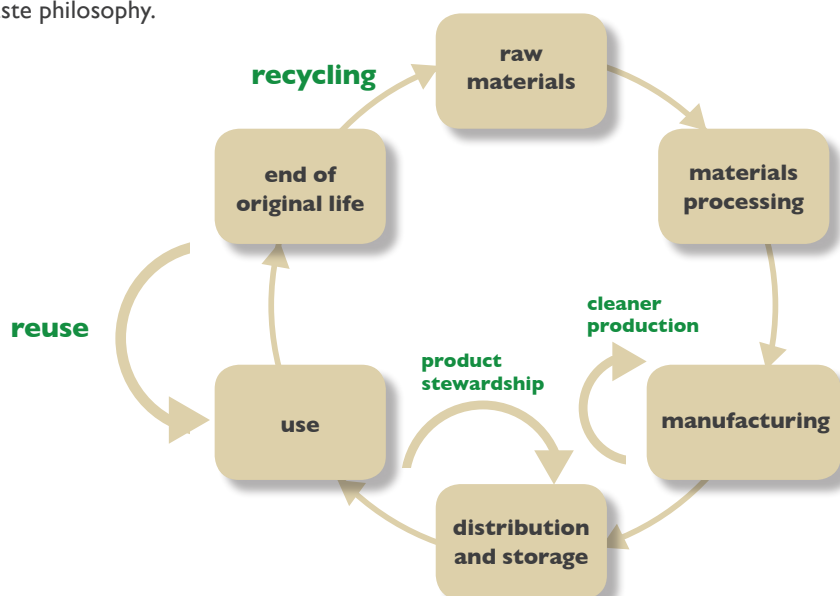 ste philosophy.
raw
materials
recycling
end of
original life
materials
processing
cleaner
production
reuse
product
stewardship
use
manufacturing
distribution
and storage